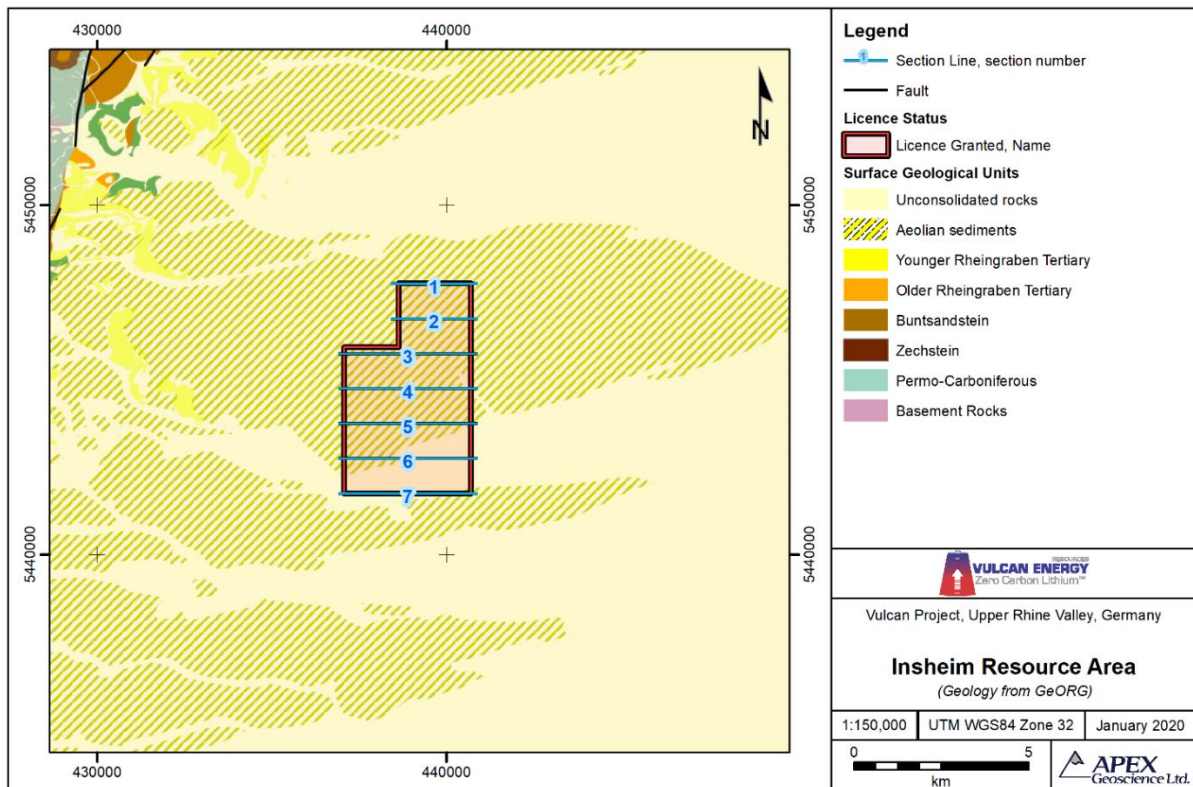 430000
440000
5450000
5440000
5450000
5440000
N
1
2
3
4
5
6
7
430000
440000
Legend
1
Section Line, section number
Fault
Licence Status
Licence Granted, Name
Surface Geological Units
Unconsolidated rocks
Aeolian sediments
Younger Rheingraben Tertiary
Older Rheingraben Tertiary
Buntsandstein
Zechstein
Permo-Carboniferous
Basement Rocks
RESOURCES
VULCAN ENERGY
Zero Carbon Lithium™
Vulcan Project, Upper Rhine Valley, Germany
Insheim Resource Area
(Geology from GeORG)
1:150,000
UTM WGS84 Zone 32
January 2020
0
5
km
APEX
Geoscience Ltd.